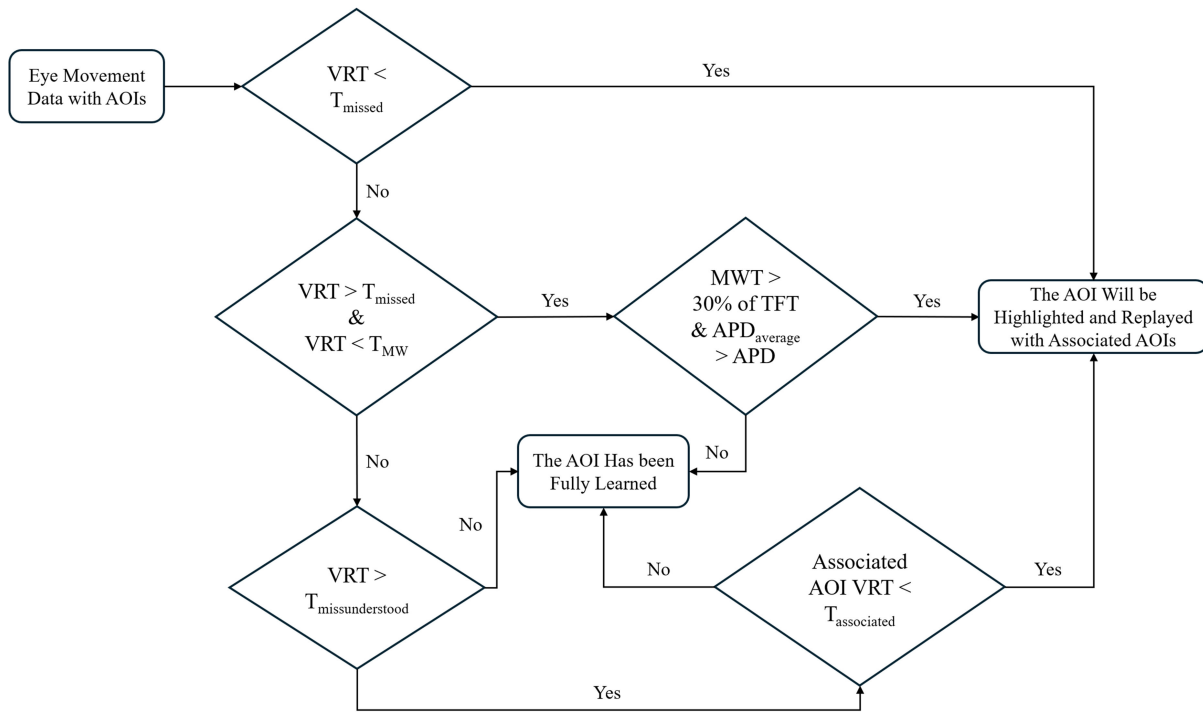 Eye Movement
Data with AOIs
VRT <
T_missed
Yes
No
VRT > T_missed
&
VRT < T_MW
Yes
MWT >
30% of TFT
& APD_average
> APD
Yes
The AOI Will be
Highlighted and Replayed
with Associated AOIs
No
No
The AOI Has been
Fully Learned
No
VRT >
T_missunderstood
Associated
AOI VRT <
T_associated
No
Yes
Yes